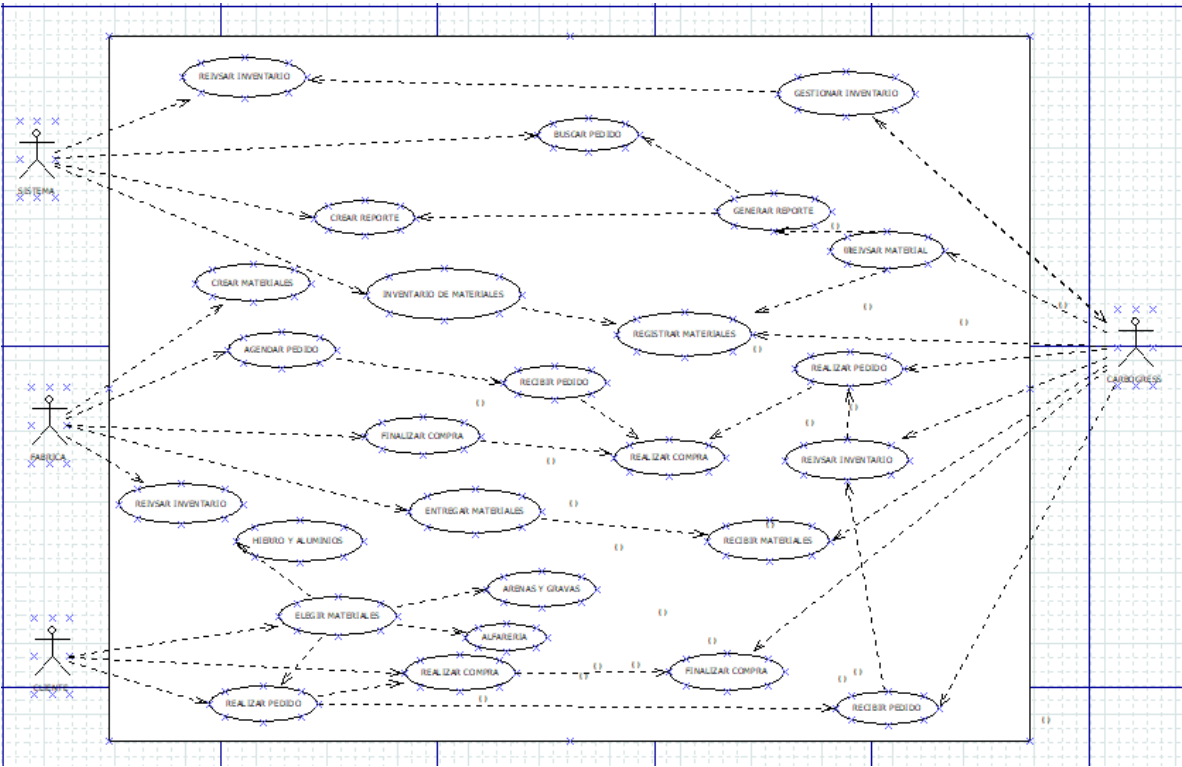 REIVSAR INVENTARIO
GESTIONAR INVENTARIO
BUSCAR PEDIDO
SISTEMA
CREAR REPORTE
GENERAR REPORTE
()
REIVSAR MATERIAL
CREAR MATERIALES
INVENTARIO DE MATERIALES
()
()
()
REGISTRAR MATERIALES
()
AGENDAR PEDIDO
REALIZAR PEDIDO
CARBOGRESS
RECIBIR PEDIDO
()
()
()
FINALIZAR COMPRA
FABRICA
REALIZAR COMPRA
REIVSAR INVENTARIO
()
REIVSAR INVENTARIO
()
ENTREGAR MATERIALES
()
HIERRO Y ALUMINIOS
RECIBIR MATERIALES
()
ARENAS Y GRAVAS
ELEGIR MATERIALES
()
ALFARERIA
()
CLIENTE
REALIZAR COMPRA
()
()
()
FINALIZAR COMPRA
()
()
REALIZAR PEDIDO
()
RECIBIR PEDIDO
()